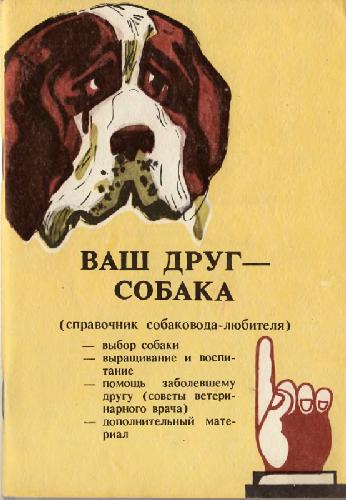 ВАШ ДРУГ —
СОБАКА
(справочник собаковода-любителя)
— выбор собаки
— выращивание и воспи-
тание
— помощь заболевшему
другу (советы ветери-
нарного врача)
— дополнительный мате-
риал